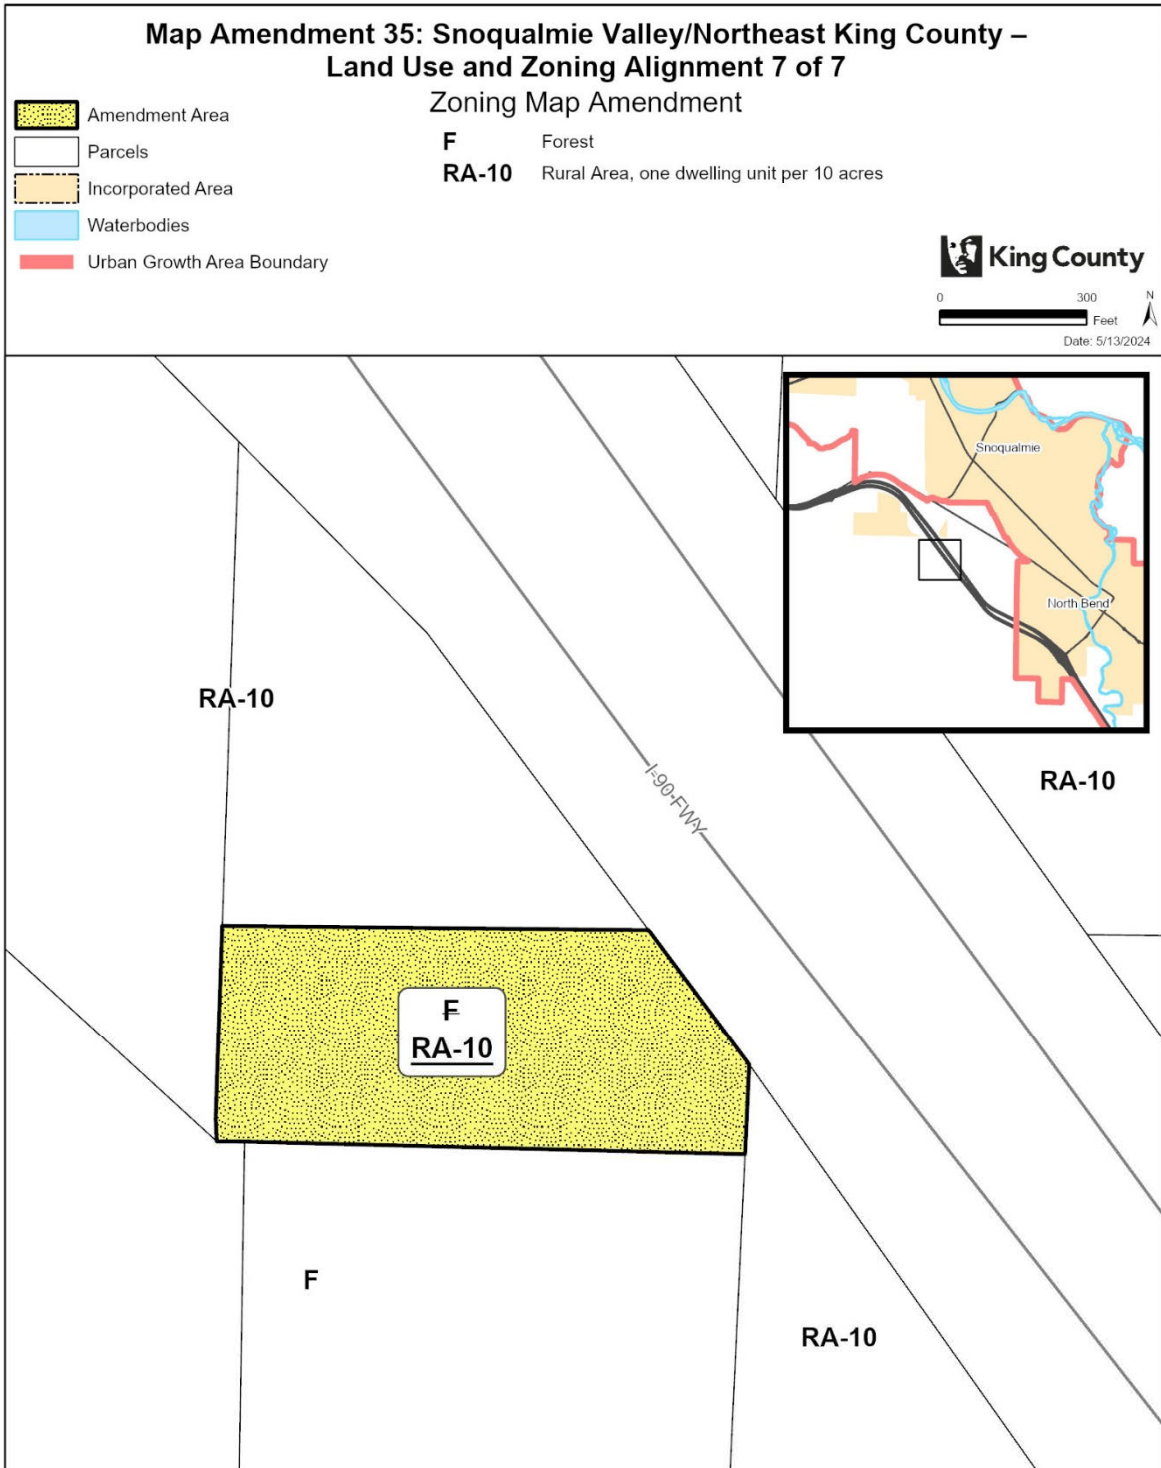 Map Amendment 35: Snoqualmie Valley/Northeast King County –
Land Use and Zoning Alignment 7 of 7
Zoning Map Amendment
Amendment Area
Parcels
Incorporated Area
Waterbodies
Urban Growth Area Boundary
F Forest
RA-10 Rural Area, one dwelling unit per 10 acres
King County
0 300
Feet
N
Date: 5/13/2024
Snoqualmie
North Bend
RA-10
I-90 FWY
RA-10
F
RA-10
F
RA-10